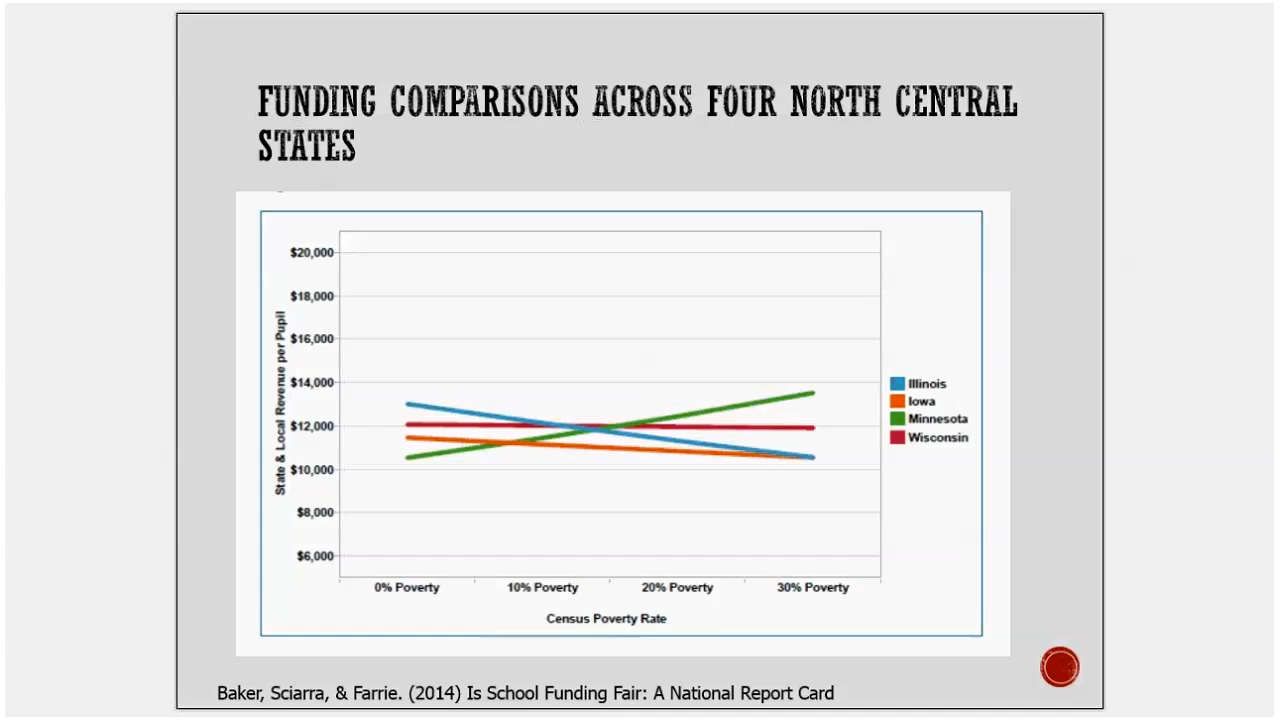 FUNDING COMPARISONS ACROSS FOUR NORTH CENTRAL
STATES
$20,000
$18,000
$16,000
$14,000
$12,000
$10,000
$8,000
$6,000
State & Local Revenue per Pupil
0% Poverty
10% Poverty
20% Poverty
30% Poverty
Census Poverty Rate
Illinois
Iowa
Minnesota
Wisconsin
Baker, Sciarra, & Farrie. (2014) Is School Funding Fair: A National Report Card